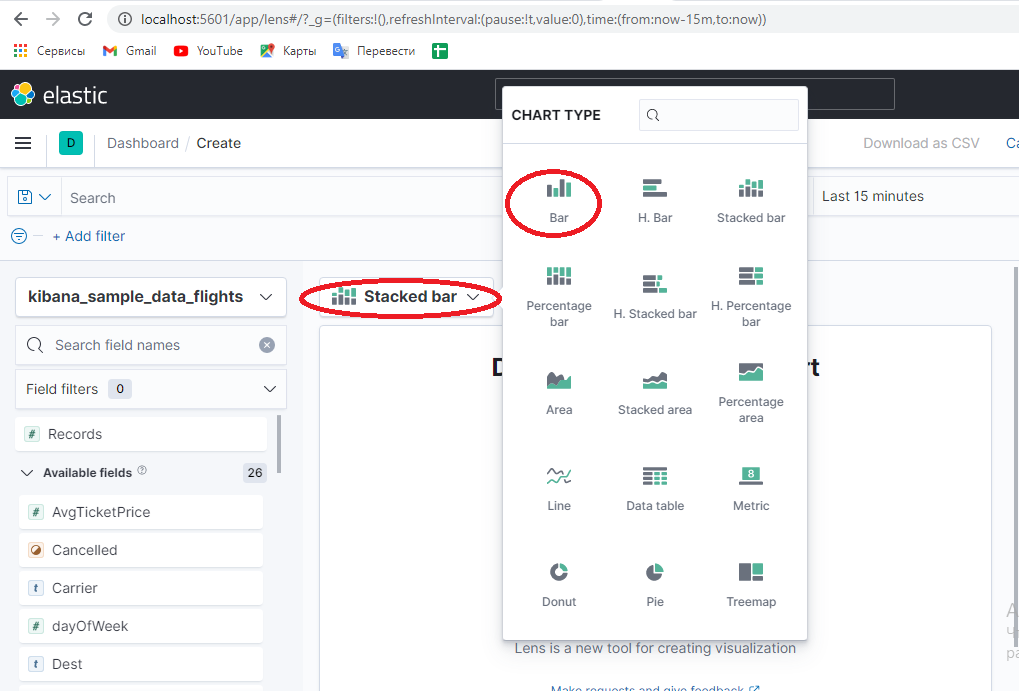 localhost:5601/app/lens#/?_g=(filters:!(),refreshInterval:(pause:!t,value:0),time:(from:now-15m,to:now))
Сервисы Gmail YouTube Карты Перевести
elastic
CHART TYPE
D Dashboard / Create Download as CSV
Search Last 15 minutes
+ Add filter
Bar H. Bar Stacked bar
kibana_sample_data_flights Stacked bar
Percentage bar H. Stacked bar H. Percentage bar
Search field names
Field filters 0
Area Stacked area Percentage area
Records
Available fields 26
Line Data table 8 Metric
AvgTicketPrice
Cancelled
Carrier
Donut Pie Treemap
dayOfWeek
Lens is a new tool for creating visualization
t Dest
Make requests and give feedback